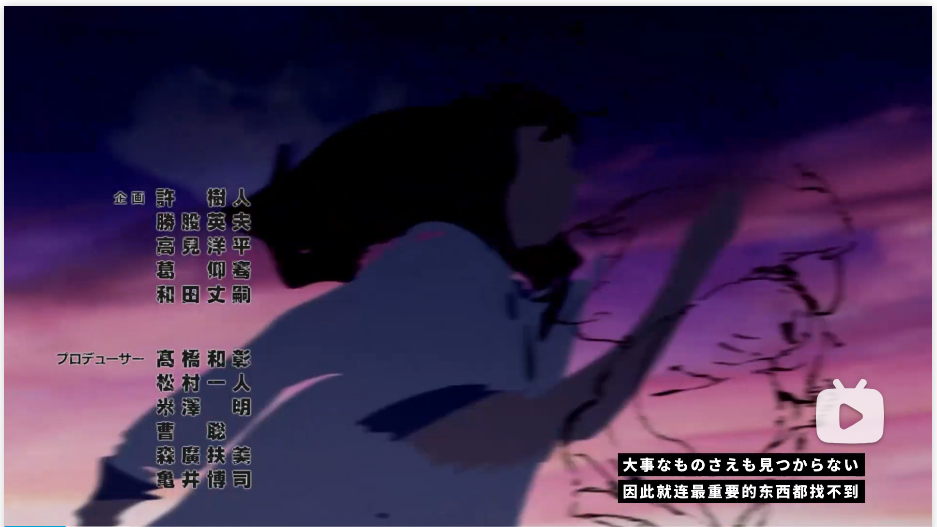 企画 許 樹人
勝股英夫
高見洋平
葛 仰騫
和田丈嗣
プロデューサー 髙橋和彰
松村一人
米澤 明
曹 聡
森廣扶美
亀井博司
大事なものさえも見つからない
因此就连最重要的东西都找不到